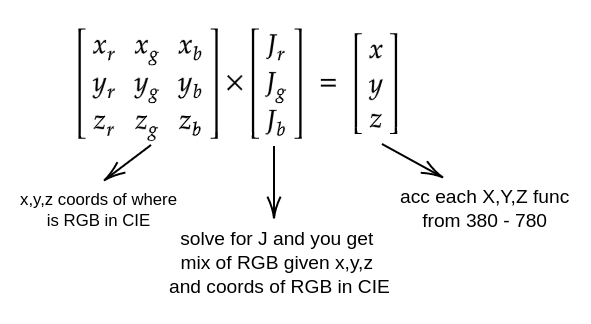 [ x_r x_g x_b ] [ J_r ] [ x ]
[ y_r y_g y_b ] × [ J_g ] = [ y ]
[ z_r z_g z_b ] [ J_b ] [ z ]
x,y,z coords of where
is RGB in CIE
solve for J and you get
mix of RGB given x,y,z
and coords of RGB in CIE
acc each X,Y,Z func
from 380 - 780